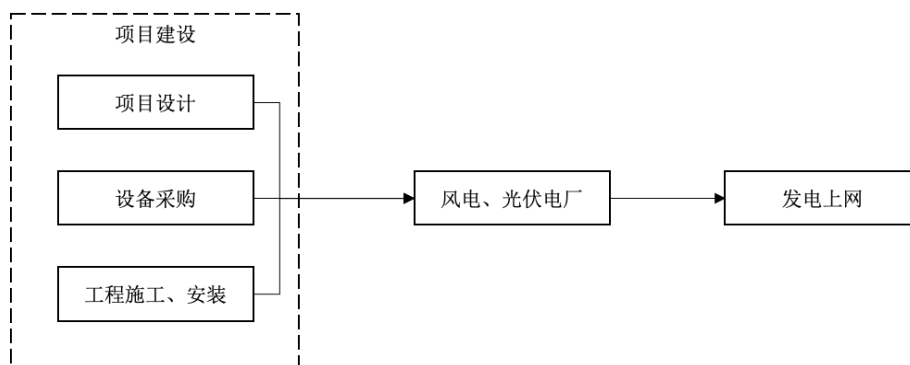 项目建设
项目设计
设备采购
工程施工、安装
风电、光伏电厂
发电上网